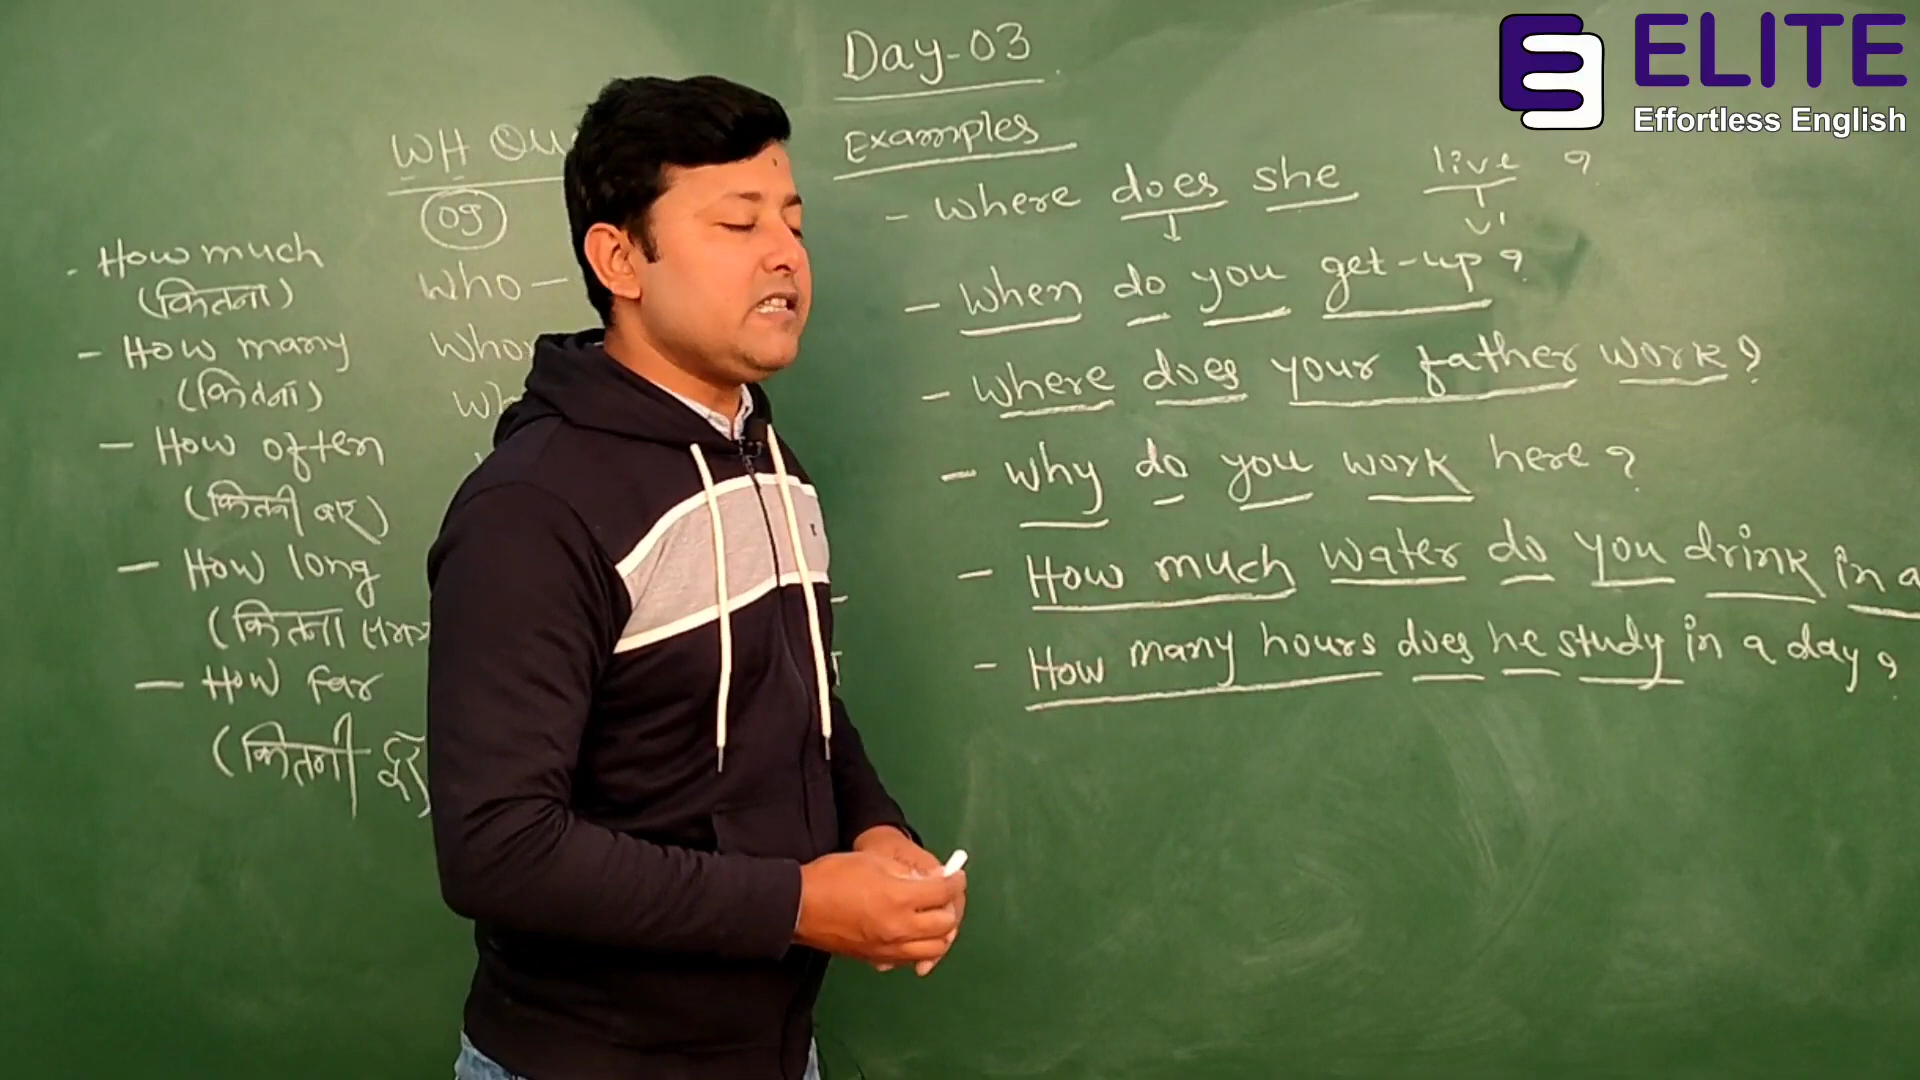 ELITE
Effortless English
Day-03
WH
09
Who —
- How much
(कितना)
- How many
(कितने)
- How often
(कितनी बार)
- How long
(कितना समय
- How far
(कितनी दूर
Examples
- Where does she live ?
V1
- When do you get-up ?
- Where does your father work ?
- Why do you work here ?
- How much water do you drink in a
- How many hours does he study in a day ?